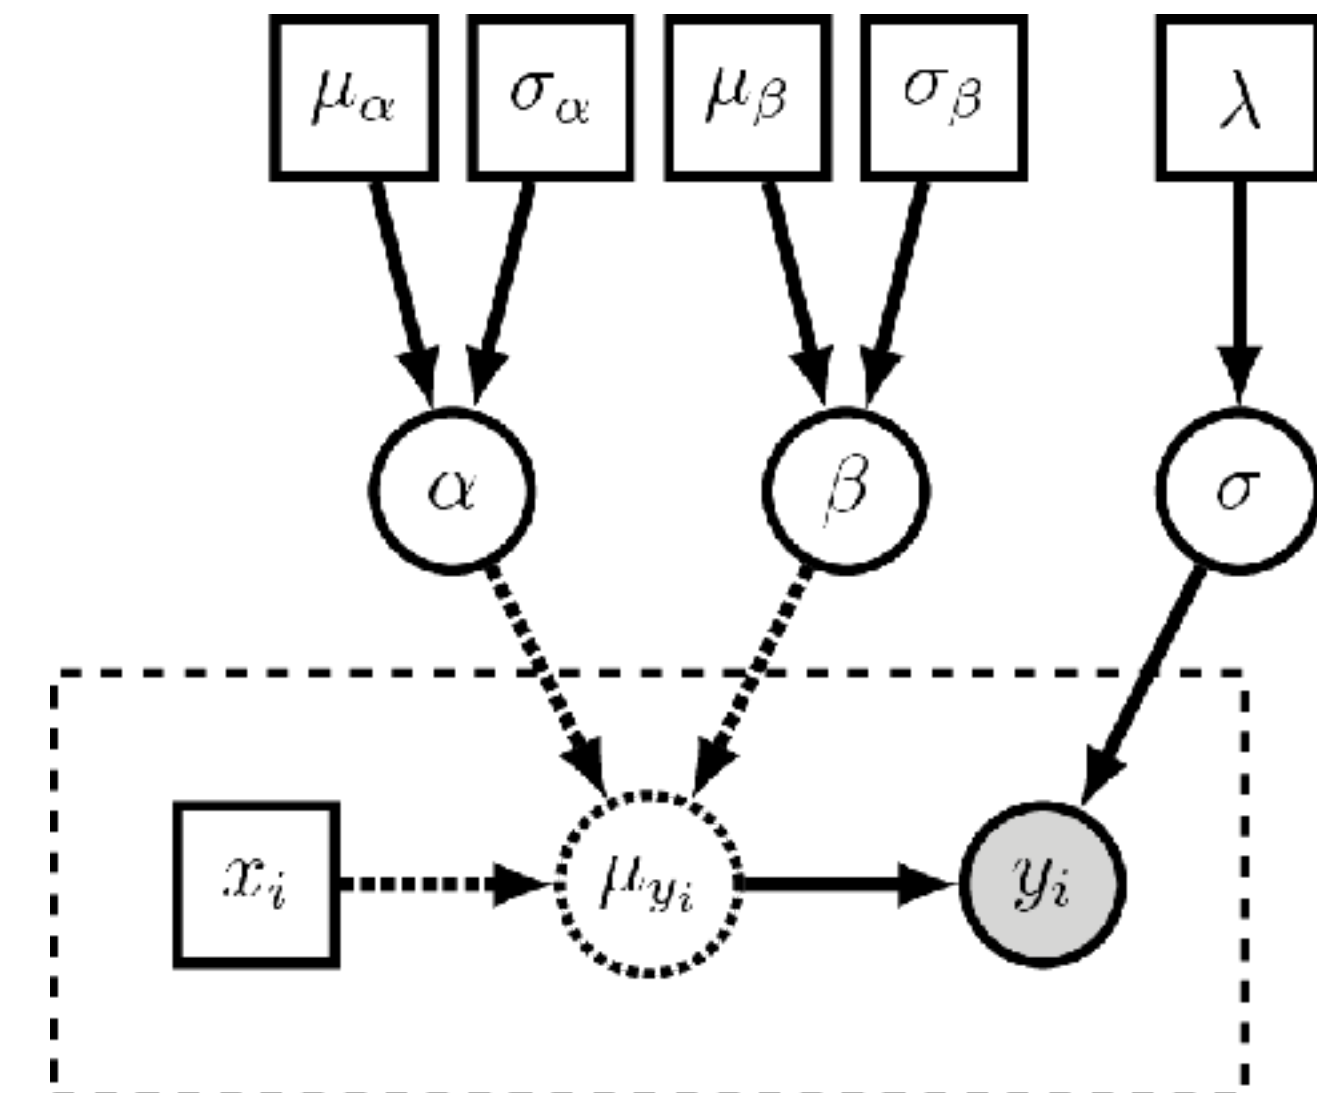 μ_α σ_α μ_β σ_β λ
α β σ
x_i μ_{y_i} y_i